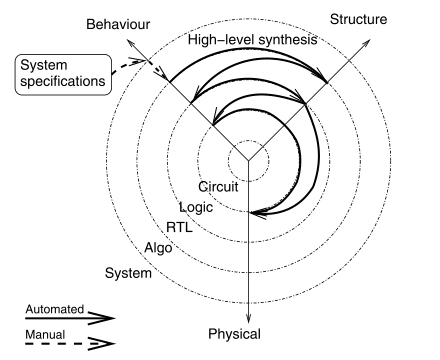 Behaviour
Structure
High-level synthesis
System
specifications
Circuit
Logic
RTL
Algo
System
Automated
Manual
Physical